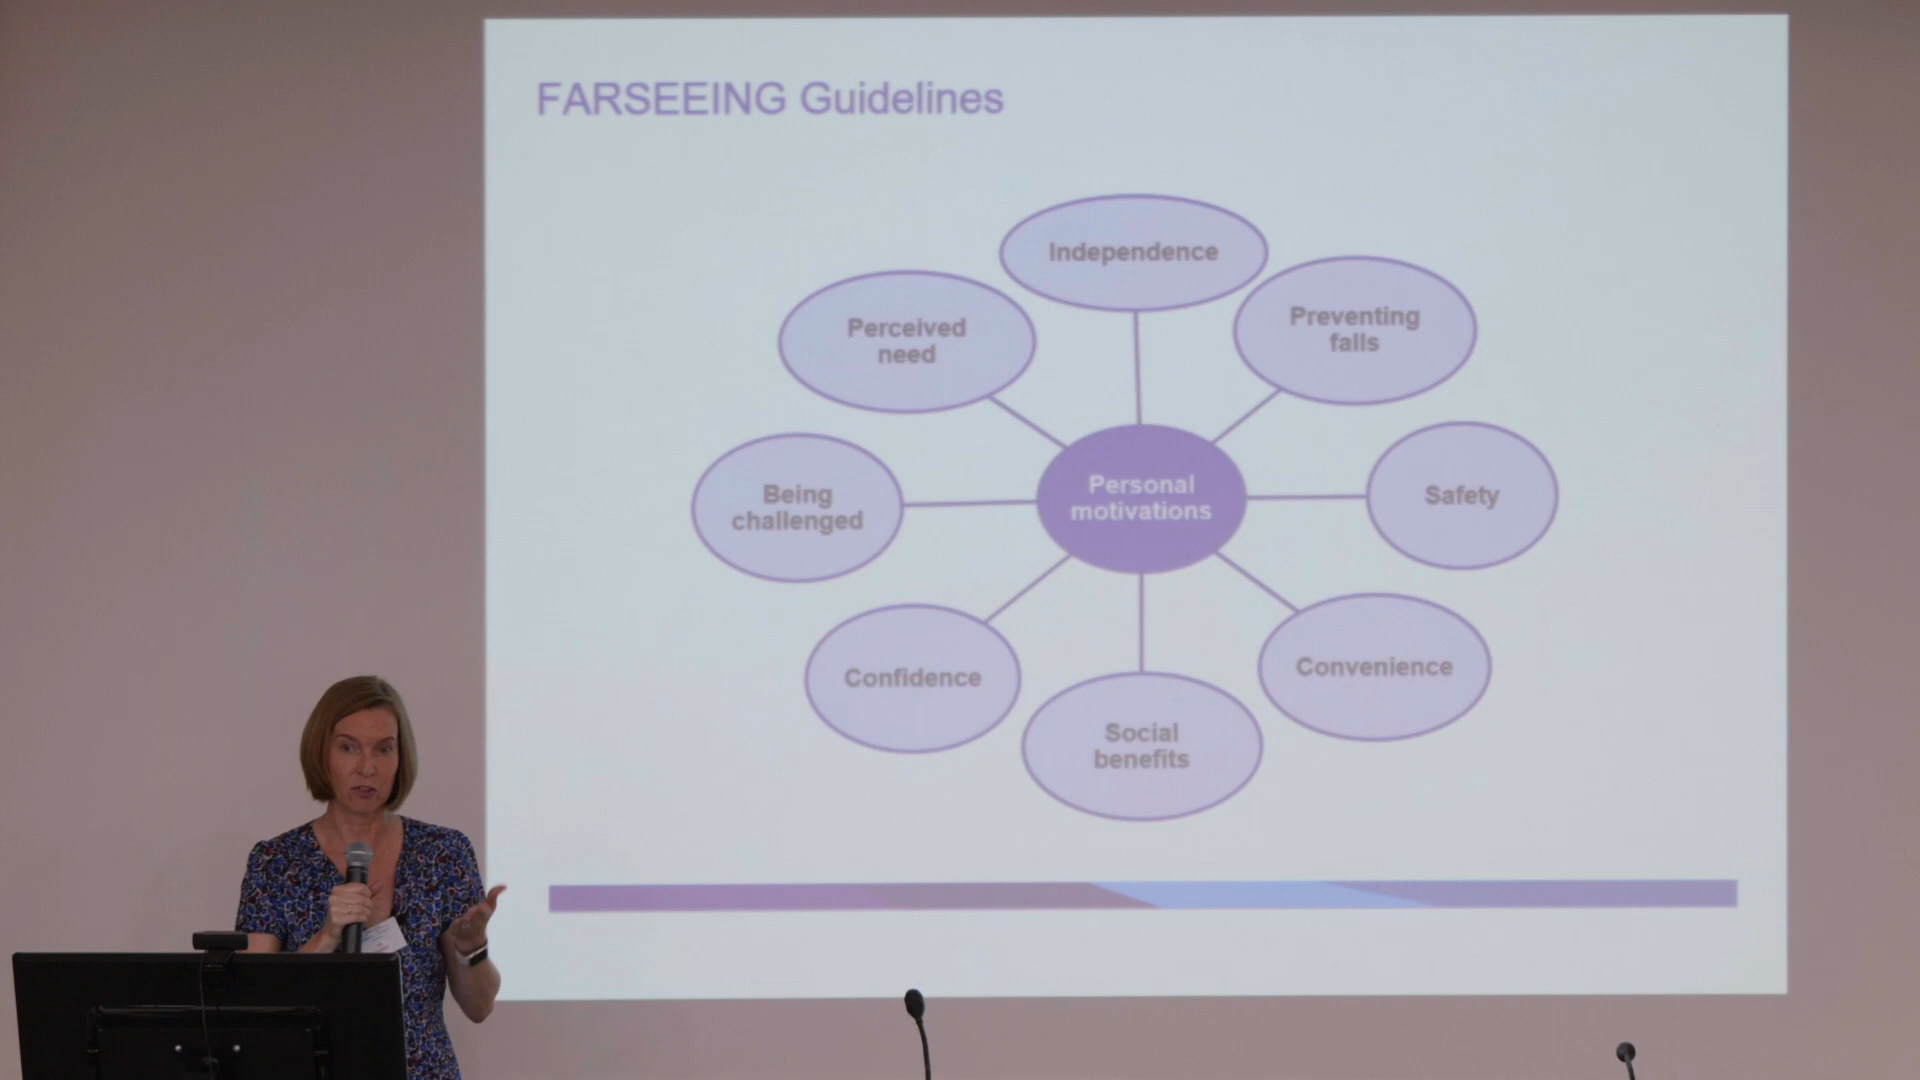 FARSEEING Guidelines
Independence
Preventing
falls
Safety
Convenience
Social
benefits
Confidence
Being
challenged
Perceived
need
Personal
motivations